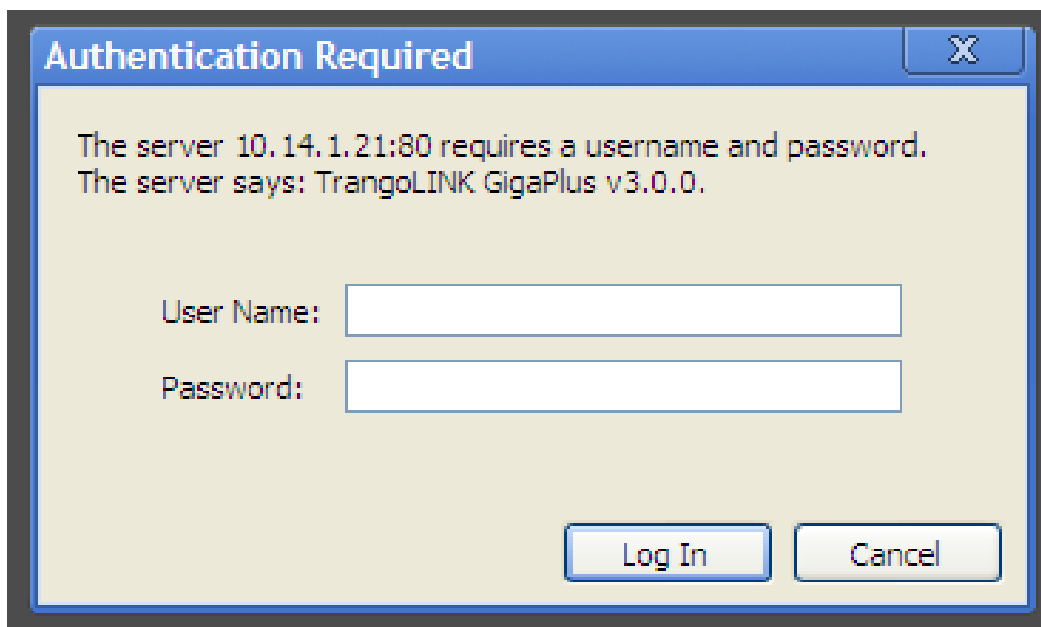 Authentication Required
X
The server 10.14.1.21:80 requires a username and password.
The server says: TrangoLINK GigaPlus v3.0.0.
User Name:
Password:
Log In
Cancel